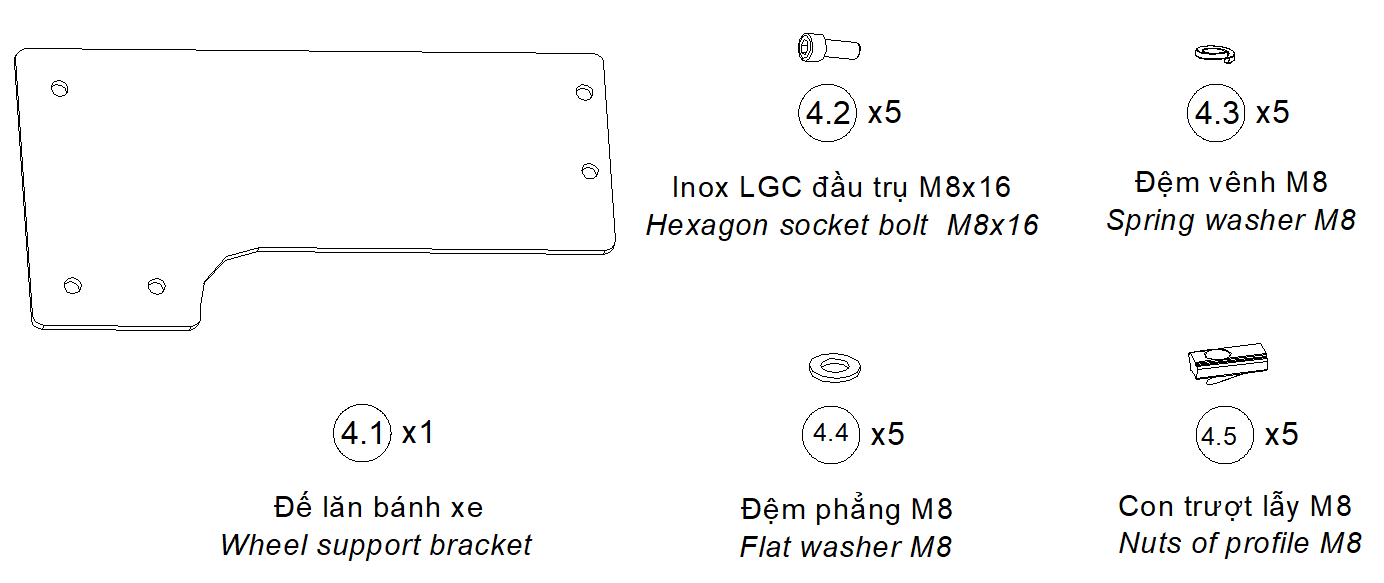 4.2 x5
Inox LGC đầu trụ M8x16
Hexagon socket bolt M8x16
4.3 x5
Đệm vênh M8
Spring washer M8
4.1 x1
Đế lăn bánh xe
Wheel support bracket
4.4 x5
Đệm phẳng M8
Flat washer M8
4.5 x5
Con trượt lẫy M8
Nuts of profile M8